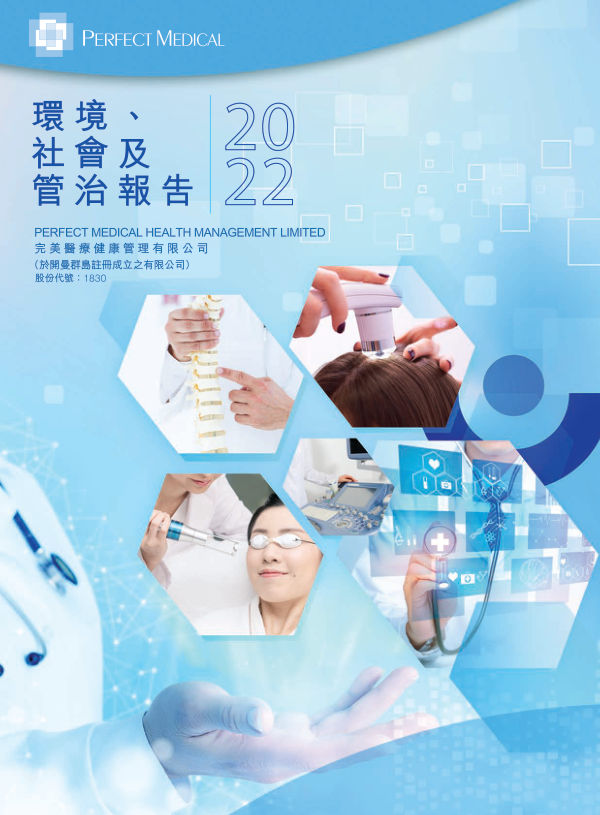 PERFECT MEDICAL
環境、
社會及
管治報告
20
22
PERFECT MEDICAL HEALTH MANAGEMENT LIMITED
完美醫療健康管理有限公司
(於開曼群島註冊成立之有限公司)
股份代號：1830